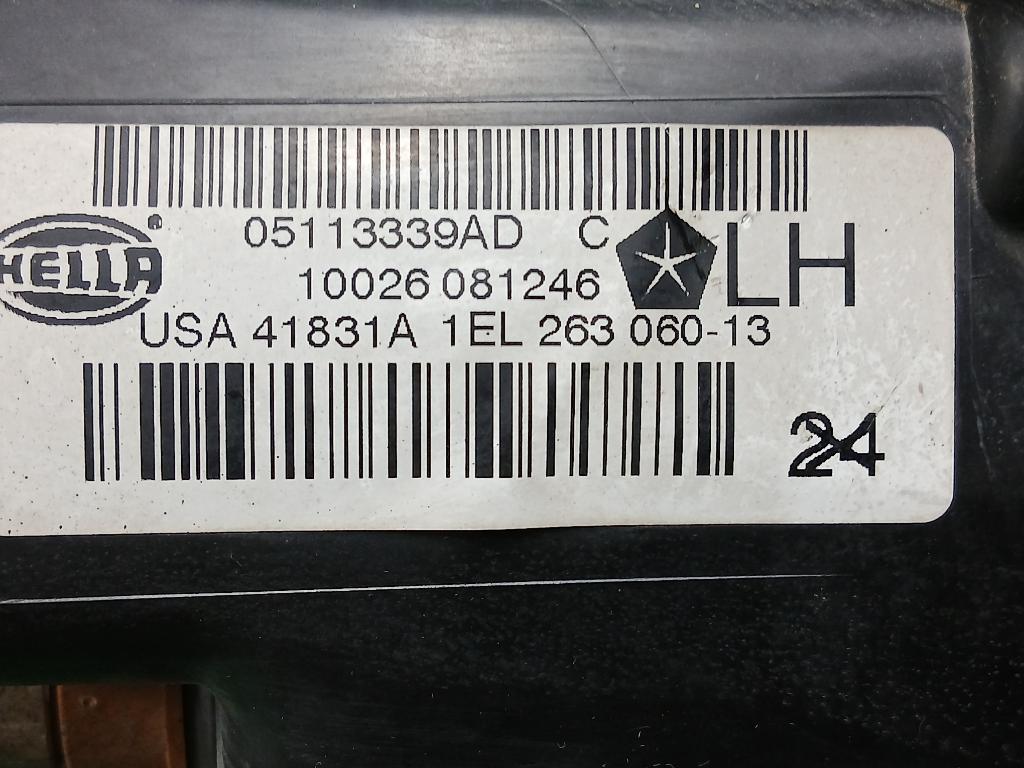 05113339AD C
HELLA®
LH
10026 081246
USA 41831A 1EL 263 060-13
24